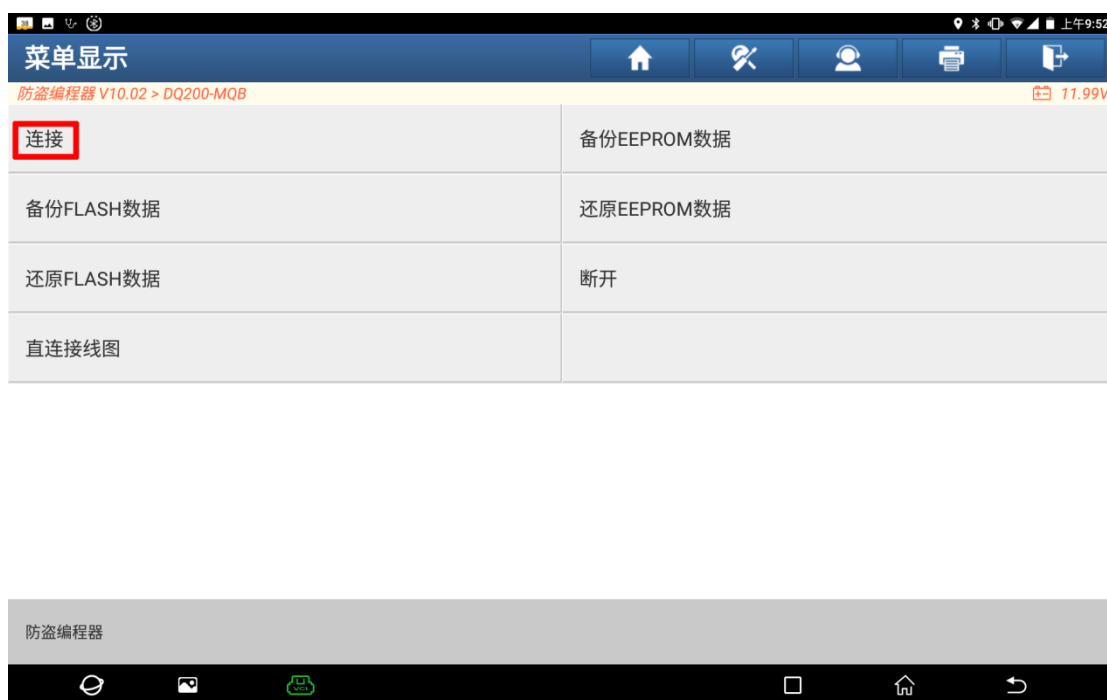 38 上午9:52
菜单显示
防盗编程器 V10.02 > DQ200-MQB 11.99V
连接 备份EEPROM数据
备份FLASH数据 还原EEPROM数据
还原FLASH数据 断开
直连接线图
防盗编程器
VCI